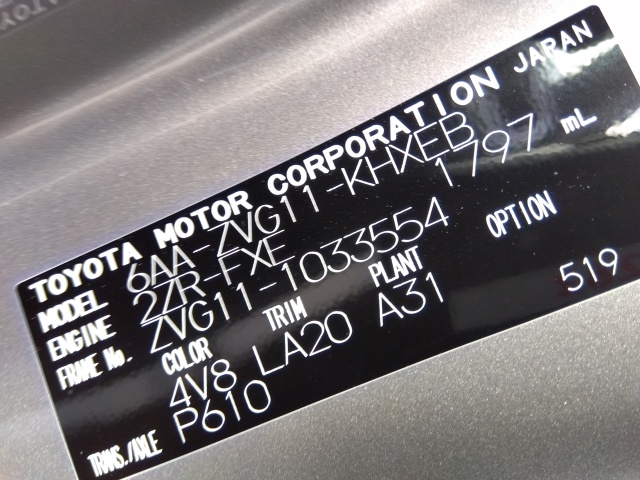 TOYOTA MOTOR CORPORATION JAPAN
MODEL 6AA-ZVG11-KHXEB
ENGINE 2ZR-FXE 1797 mL
FRAME No. ZVG11-1033554
COLOR TRIM PLANT OPTION
4V8 LA20 A31 519
TRANS./AXLE P610